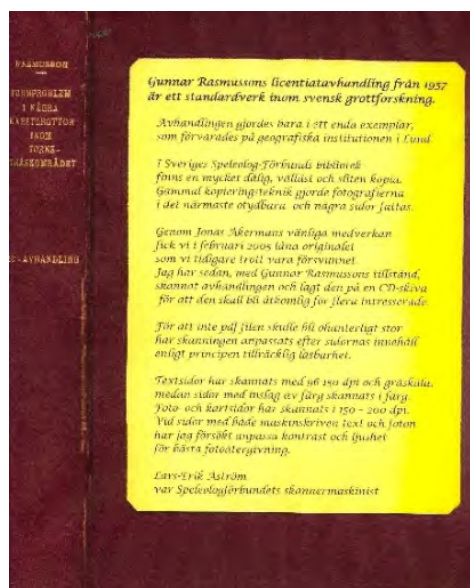 RASMUSSON
FORMPROBLEM
I NÅGRA
KARSTGROTTOR
INOM
TORNE-
TRÄSKOMRÅDET
LIC-AVHANDLING
Gunnar Rasmussons licentiatavhandling från 1957
är ett standardverk inom svensk grottforskning.
Avhandlingen gjordes bara i ett enda exemplar,
som förvarades på geografiska institutionen i Lund
I Sveriges Speleolog-Förbunds bibliotek
finns en mycket dålig, välläst och sliten kopia.
Gammal kopieringsteknik gjorde fotografierna
i det närmaste otydbara och några sidor fattas.
Genom Jonas Åkermans vänliga medverkan
fick vi i februari 2005 låna originalet
som vi tidigare trott vara försvunnet.
Jag har sedan, med Gunnar Rasmussons tillstånd,
skannat avhandlingen och lagt den på en CD-skiva
för att den skall bli åtkomlig för flera intresserade.
För att inte pdf filen skulle bli ohanterligt stor
har skanningen anpassats efter sidornas innehåll
enligt principen tillräcklig läsbarhet.
Textsidor har skannats med 96-150 dpi och gråskala,
medan sidor med inslag av färg skannats i färg.
Foto- och kartsidor har skannats i 150 - 200 dpi.
Vid sidor med både maskinskriven text och foton
har jag försökt anpassa kontrast och ljushet
för bästa fotoåtergivning.
Lars-Erik Åström
var Speleologförbundets skannermaskinist